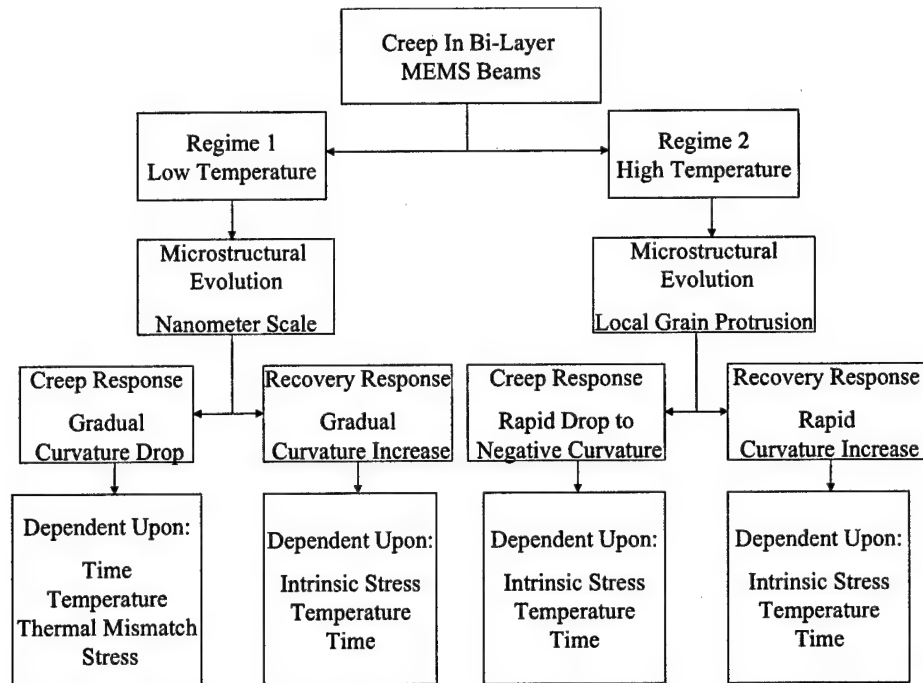 Creep In Bi-Layer
MEMS Beams
Regime 1
Low Temperature
Regime 2
High Temperature
Microstructural
Evolution
Nanometer Scale
Microstructural
Evolution
Local Grain Protrusion
Creep Response
Gradual
Curvature Drop
Recovery Response
Gradual
Curvature Increase
Creep Response
Rapid Drop to
Negative Curvature
Recovery Response
Rapid
Curvature Increase
Dependent Upon:
Time
Temperature
Thermal Mismatch
Stress
Dependent Upon:
Intrinsic Stress
Temperature
Time
Dependent Upon:
Intrinsic Stress
Temperature
Time
Dependent Upon:
Intrinsic Stress
Temperature
Time